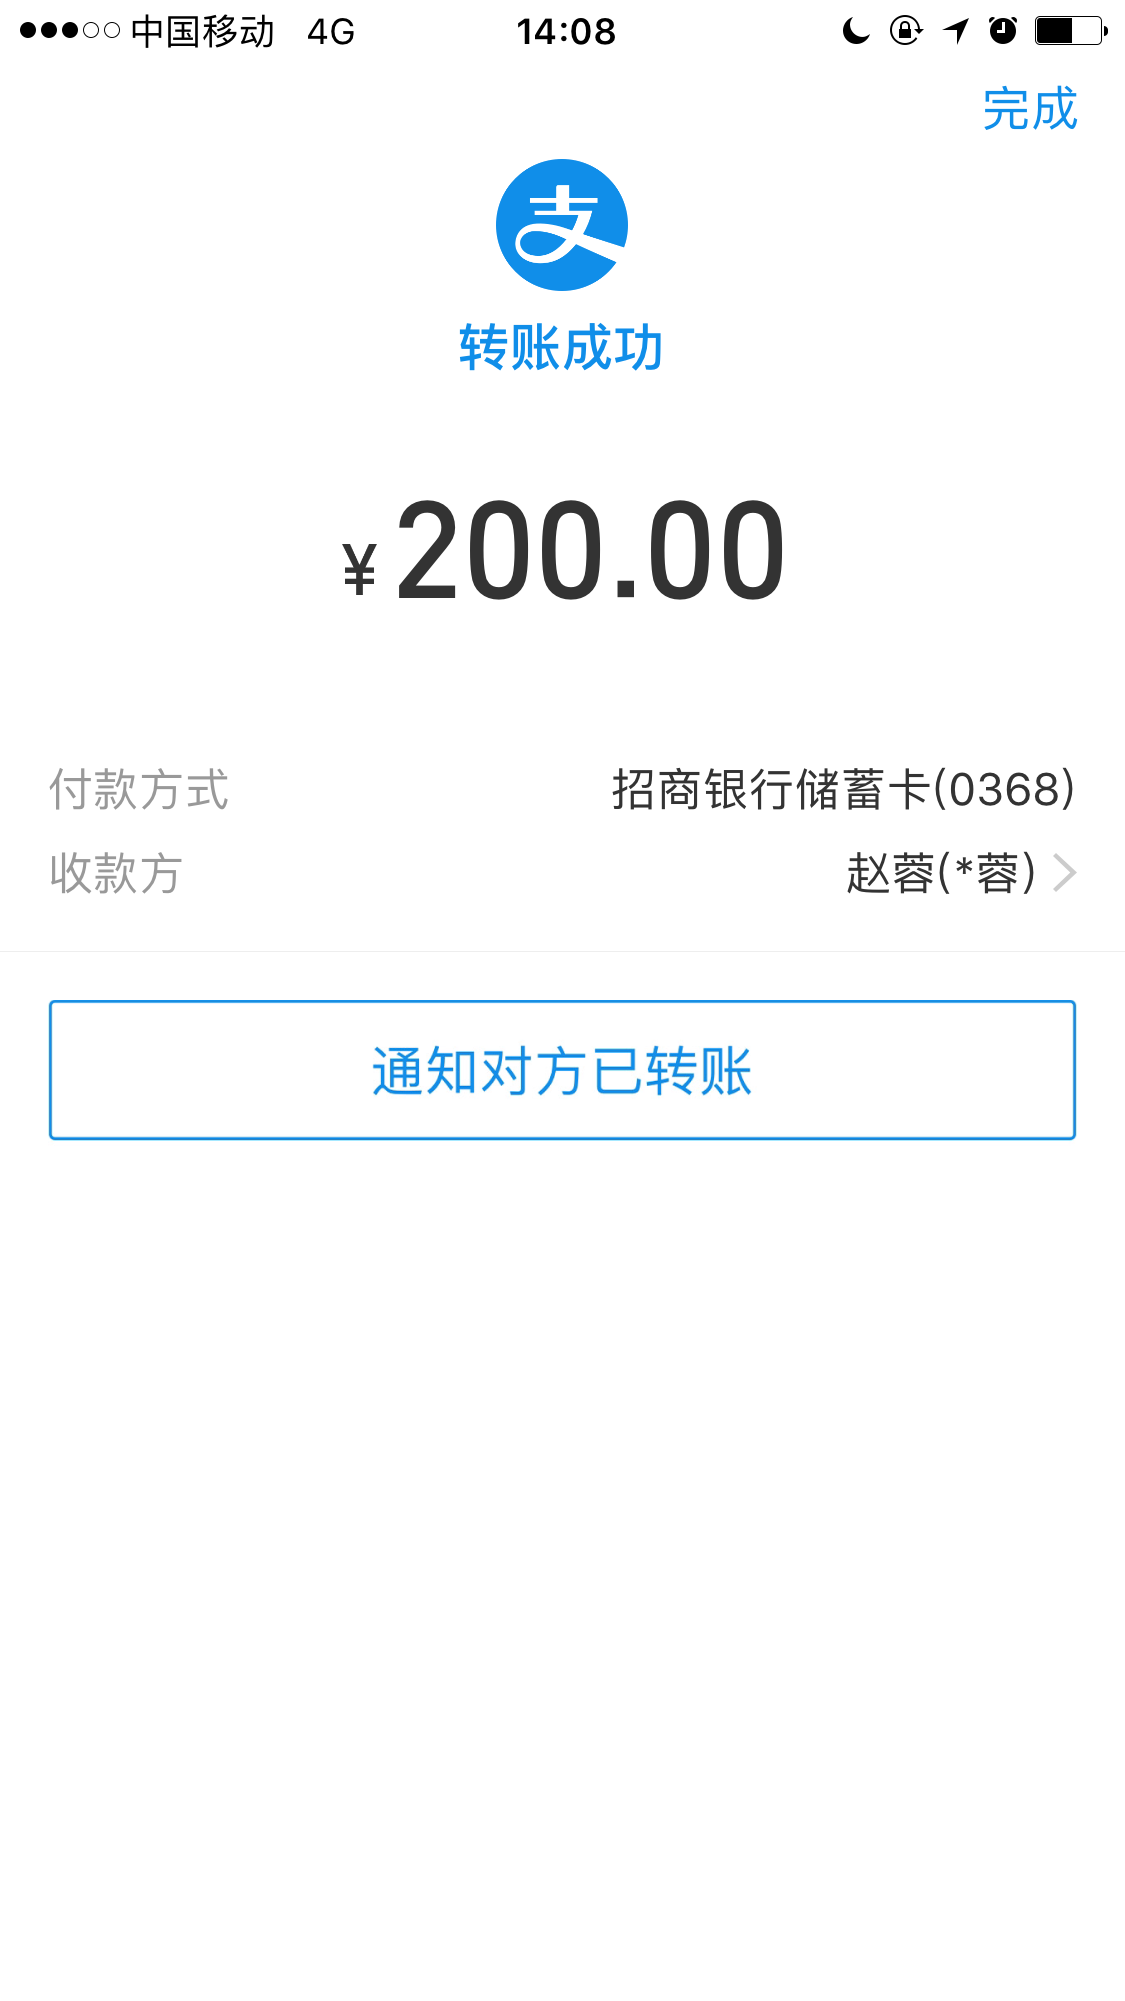 中国移动 4G 14:08
完成
支
转账成功
¥200.00
付款方式 招商银行储蓄卡(0368)
收款方 赵蓉(*蓉)
通知对方已转账